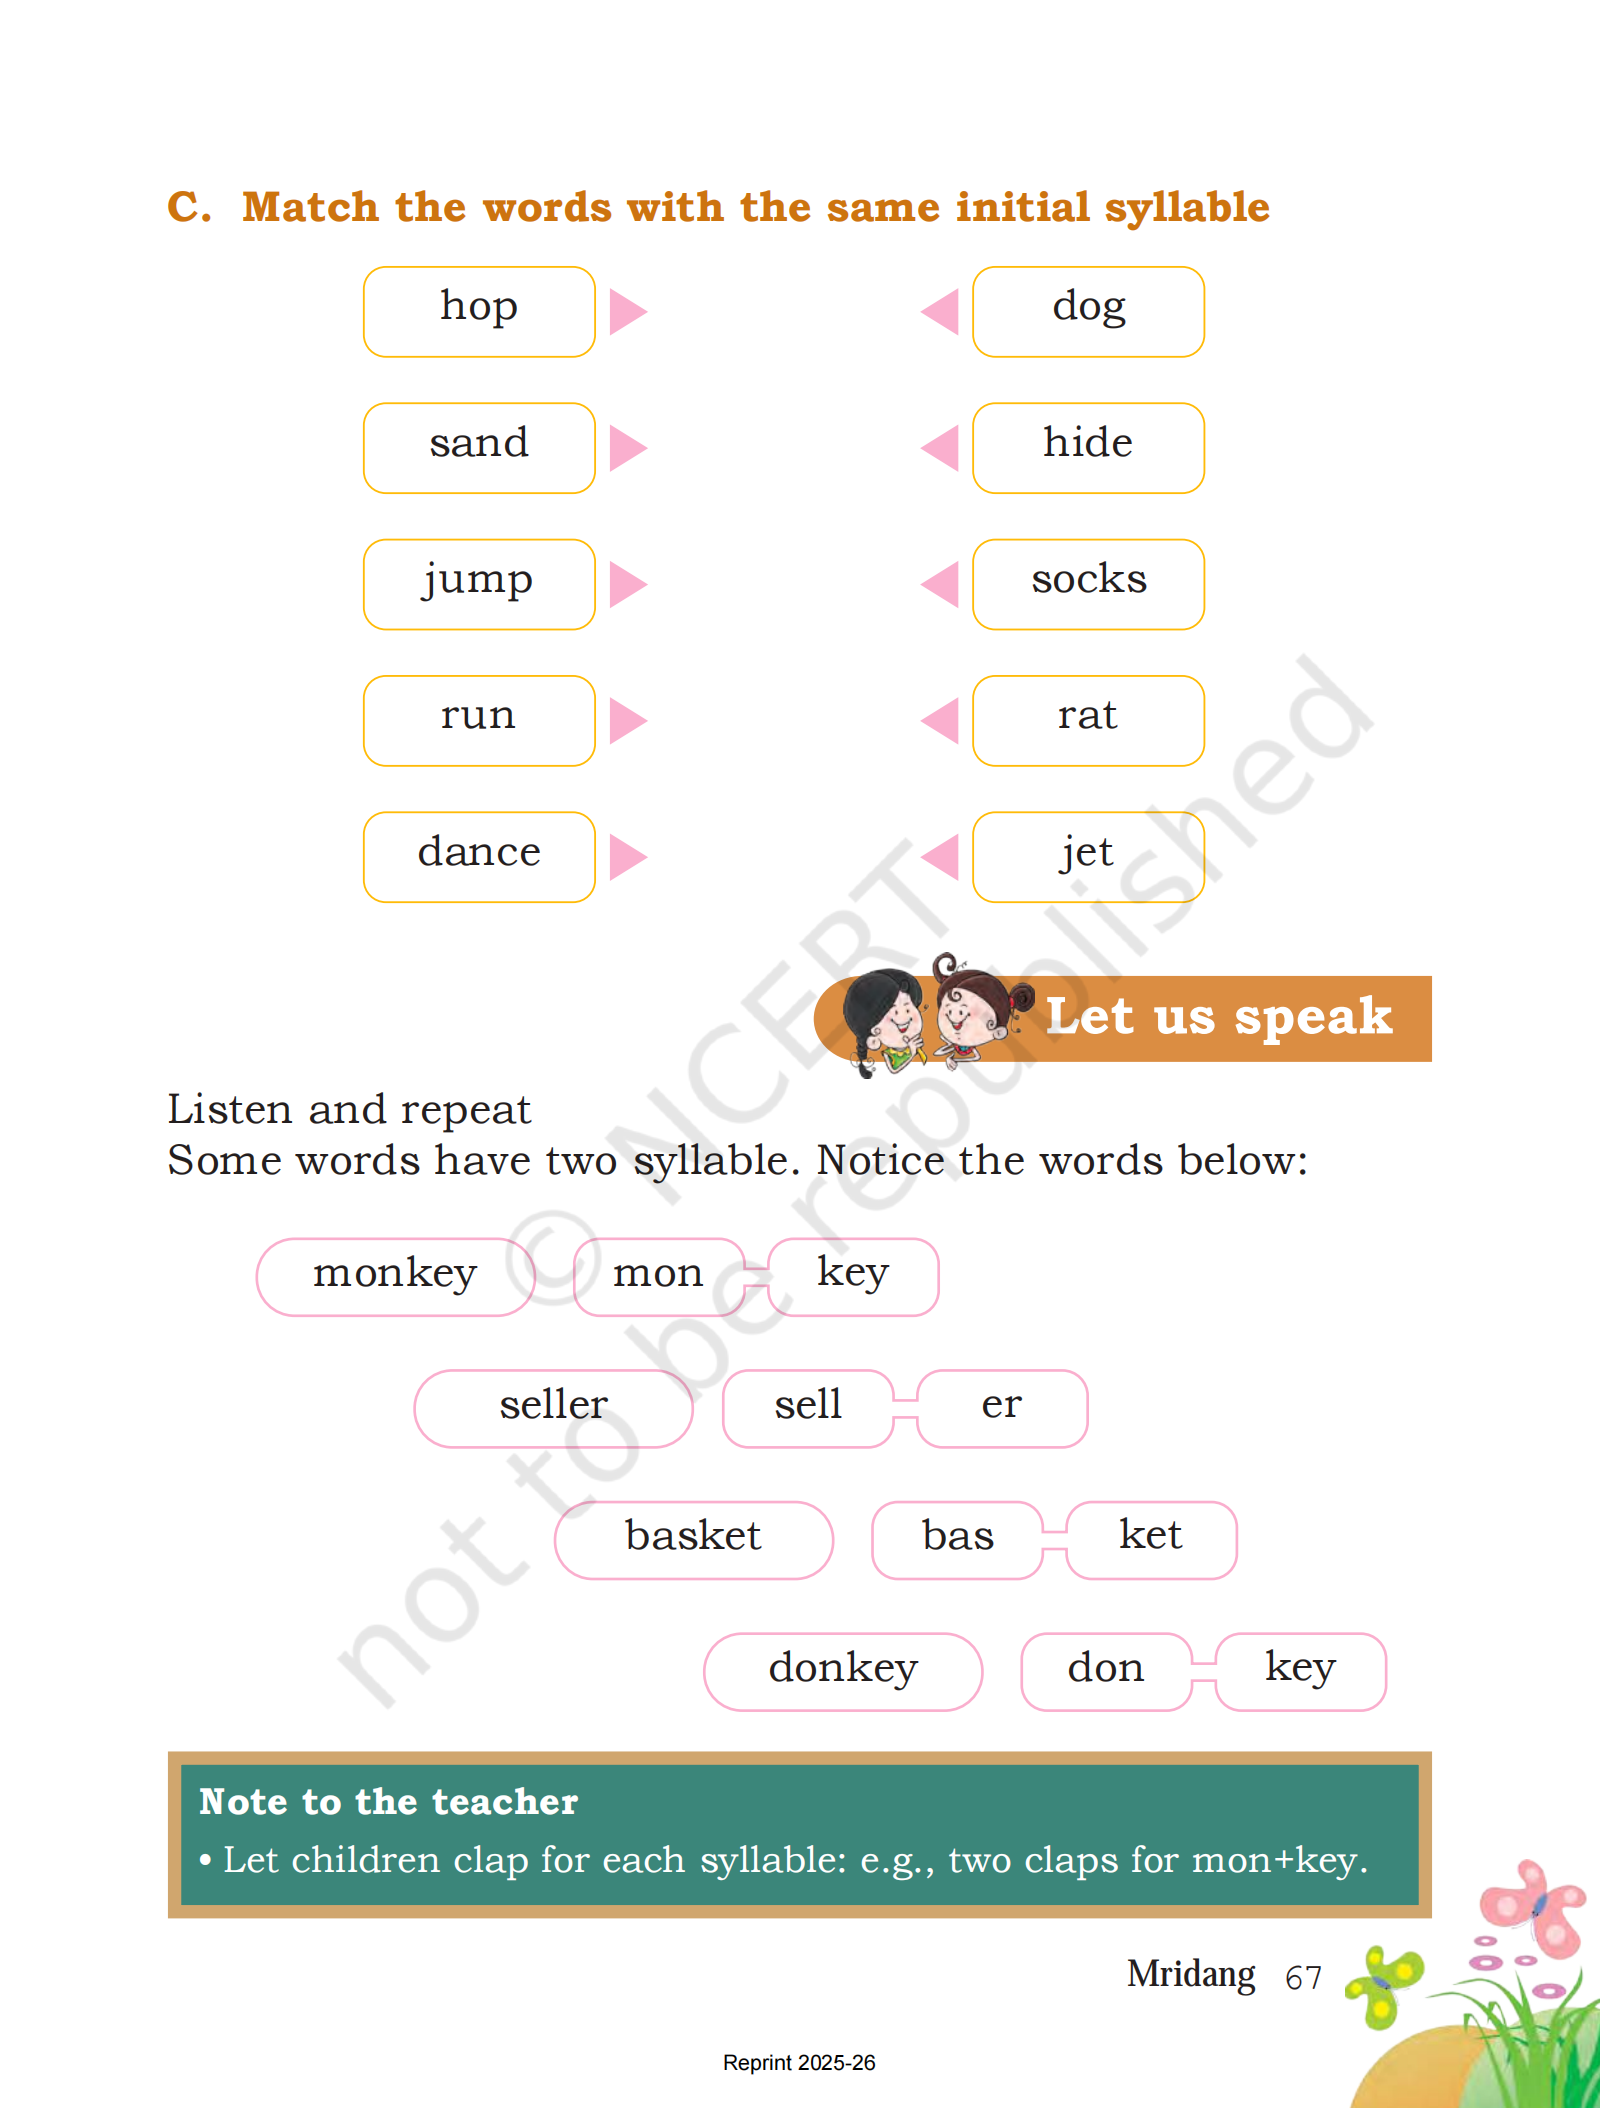 C. Match the words with the same initial syllable
hop dog
sand hide
jump socks
run rat
dance jet
Let us speak
Listen and repeat
Some words have two syllable. Notice the words below:
monkey mon key
seller sell er
basket bas ket
donkey don key
Note to the teacher
• Let children clap for each syllable: e.g., two claps for mon+key.
Mridang 67
Reprint 2025-26
© NCERT
not to be republished